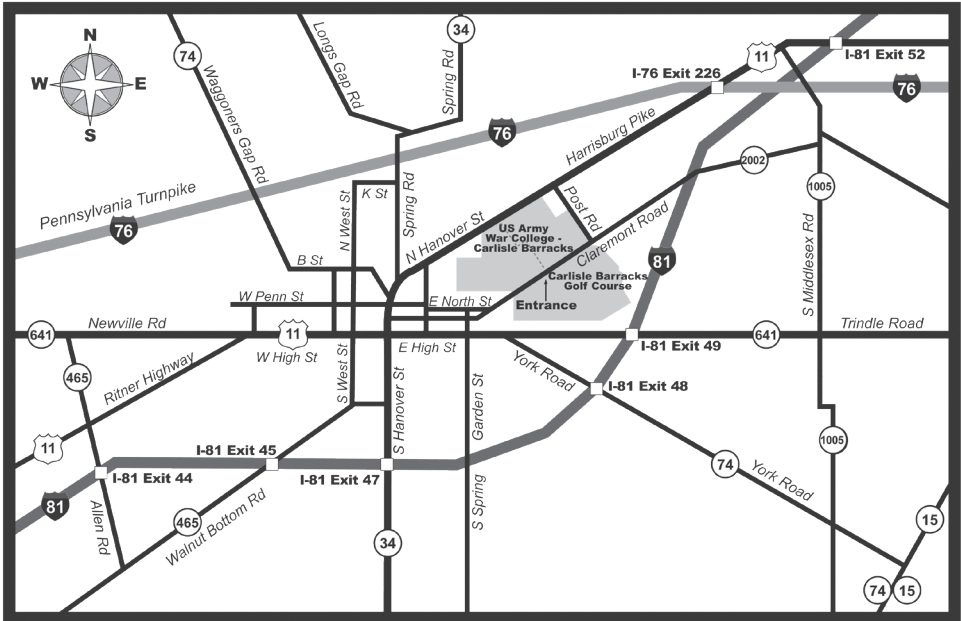 N
W
E
S
74
Waggoners Gap Rd
Longs Gap Rd
34
Spring Rd
11
I-81 Exit 52
I-76 Exit 226
76
76
Harrisburg Pike
2002
1005
Pennsylvania Turnpike
76
K St
N West St
Spring Rd
N Hanover St
Post Rd
US Army
War College -
Carlisle Barracks
Claremont Road
81
B St
Carlisle Barracks
Golf Course
Entrance
S Middlesex Rd
W Penn St
E North St
Newville Rd
641
11
W High St
E High St
I-81 Exit 49
641
Trindle Road
465
Ritner Highway
S West St
York Road
I-81 Exit 48
S Hanover St
Garden St
11
I-81 Exit 45
I-81 Exit 44
I-81 Exit 47
1005
74
York Road
81
Allen Rd
465
Walnut Bottom Rd
S Spring
34
15
74
15